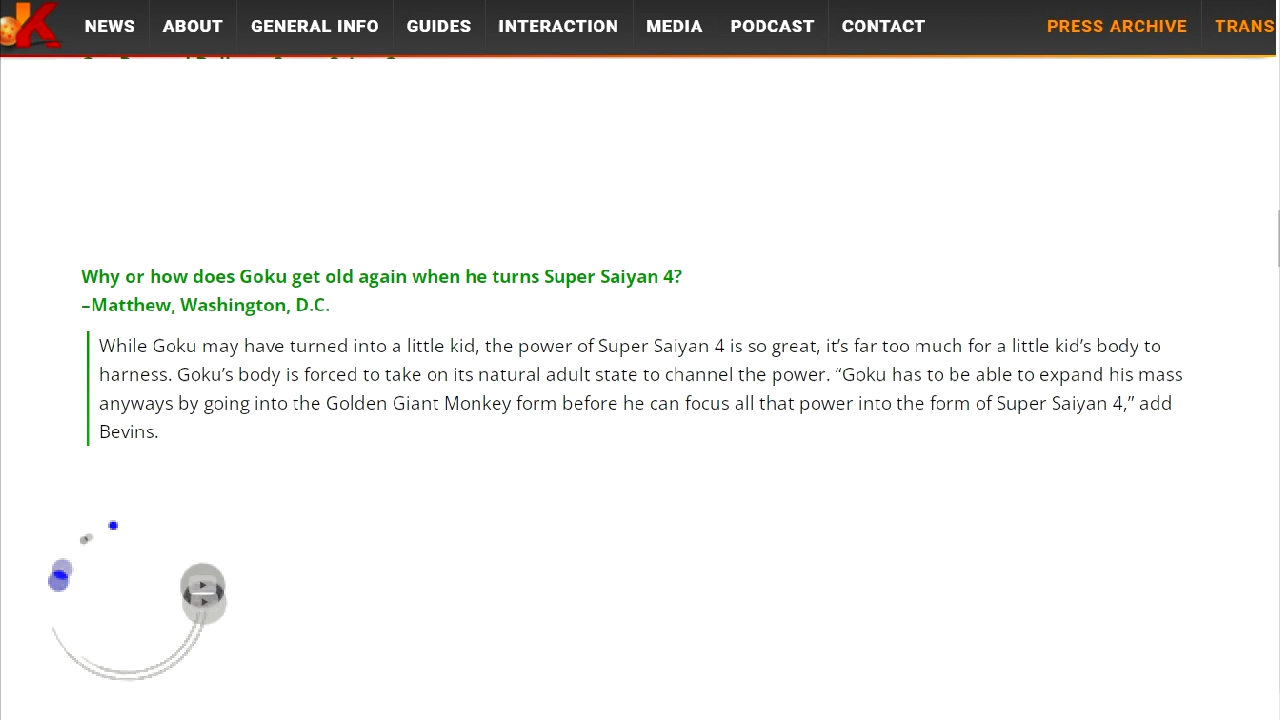 NEWS ABOUT GENERAL INFO GUIDES INTERACTION MEDIA PODCAST CONTACT PRESS ARCHIVE TRANS
Why or how does Goku get old again when he turns Super Saiyan 4?
–Matthew, Washington, D.C.
While Goku may have turned into a little kid, the power of Super Saiyan 4 is so great, it’s far too much for a little kid’s body to
harness. Goku’s body is forced to take on its natural adult state to channel the power. “Goku has to be able to expand his mass
anyways by going into the Golden Giant Monkey form before he can focus all that power into the form of Super Saiyan 4,” add
Bevins.